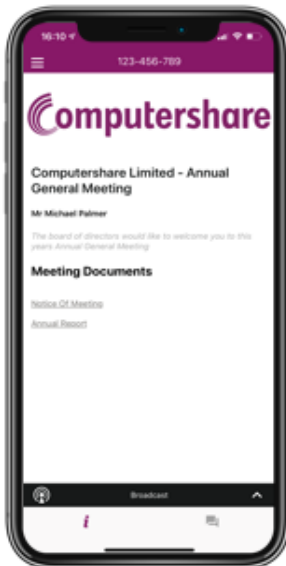 16:10
123-456-789
Computershare
Computershare Limited - Annual
General Meeting
Mr Michael Palmer
The board of directors would like to welcome you to this
years Annual General Meeting
Meeting Documents
Notice Of Meeting
Annual Report
Broadcast
i